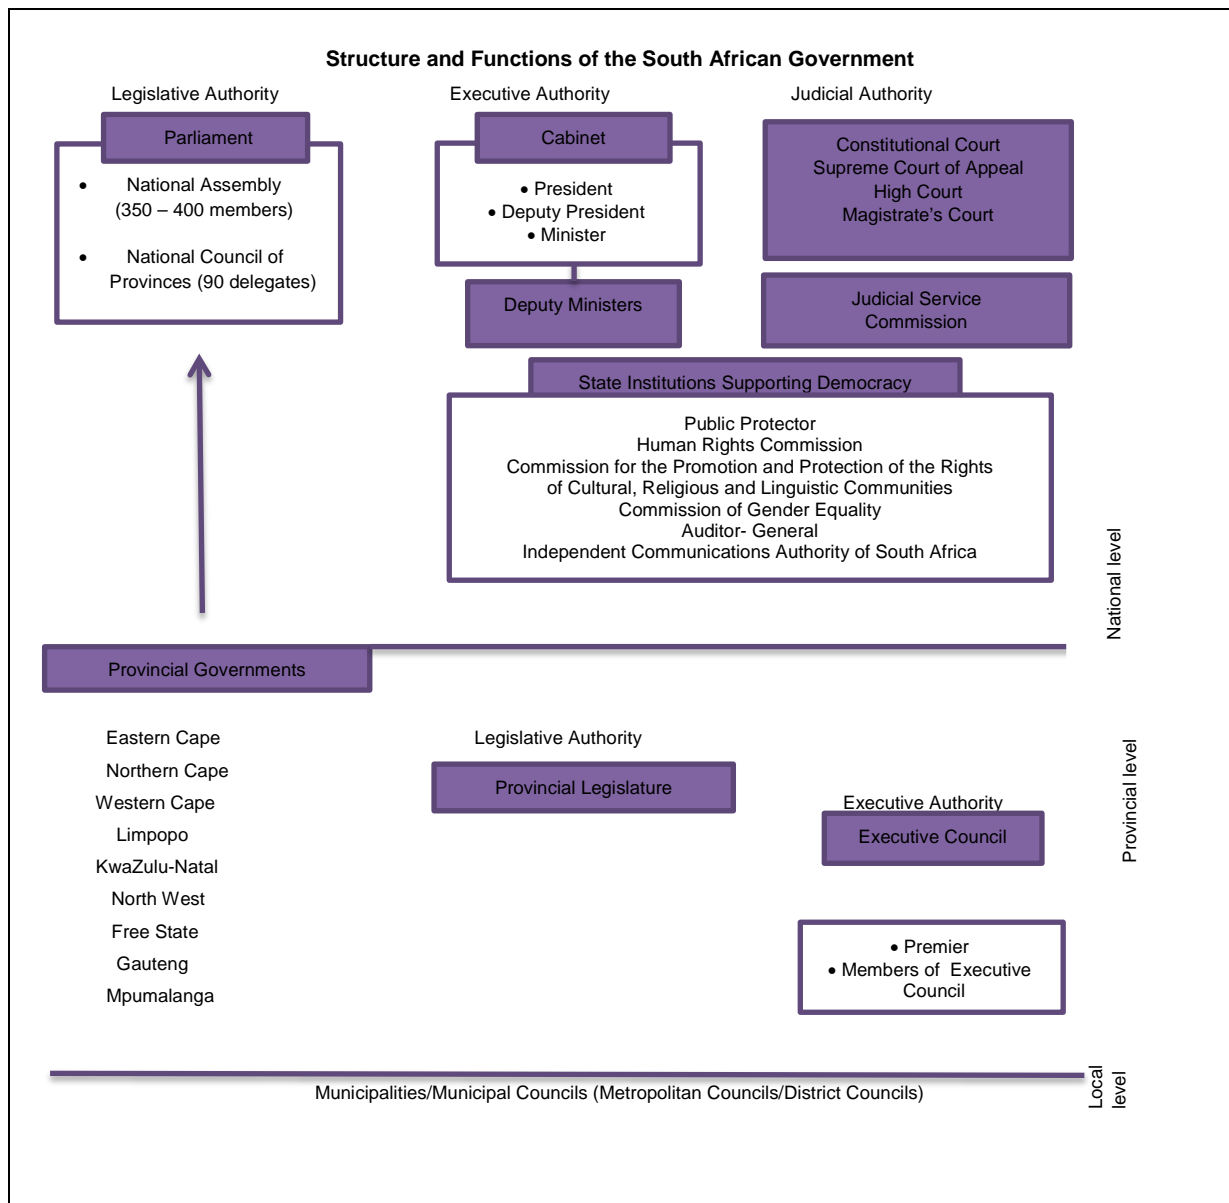 Structure and Functions of the South African Government
Legislative Authority
Parliament
• National Assembly
(350 – 400 members)
• National Council of
Provinces (90 delegates)
Executive Authority
Cabinet
• President
• Deputy President
• Minister
Deputy Ministers
Judicial Authority
Constitutional Court
Supreme Court of Appeal
High Court
Magistrate's Court
Judicial Service
Commission
State Institutions Supporting Democracy
Public Protector
Human Rights Commission
Commission for the Promotion and Protection of the Rights
of Cultural, Religious and Linguistic Communities
Commission of Gender Equality
Auditor- General
Independent Communications Authority of South Africa
National level
Provincial Governments
Eastern Cape
Northern Cape
Western Cape
Limpopo
KwaZulu-Natal
North West
Free State
Gauteng
Mpumalanga
Legislative Authority
Provincial Legislature
Executive Authority
Executive Council
• Premier
• Members of Executive
Council
Provincial level
Municipalities/Municipal Councils (Metropolitan Councils/District Councils)
Local
level